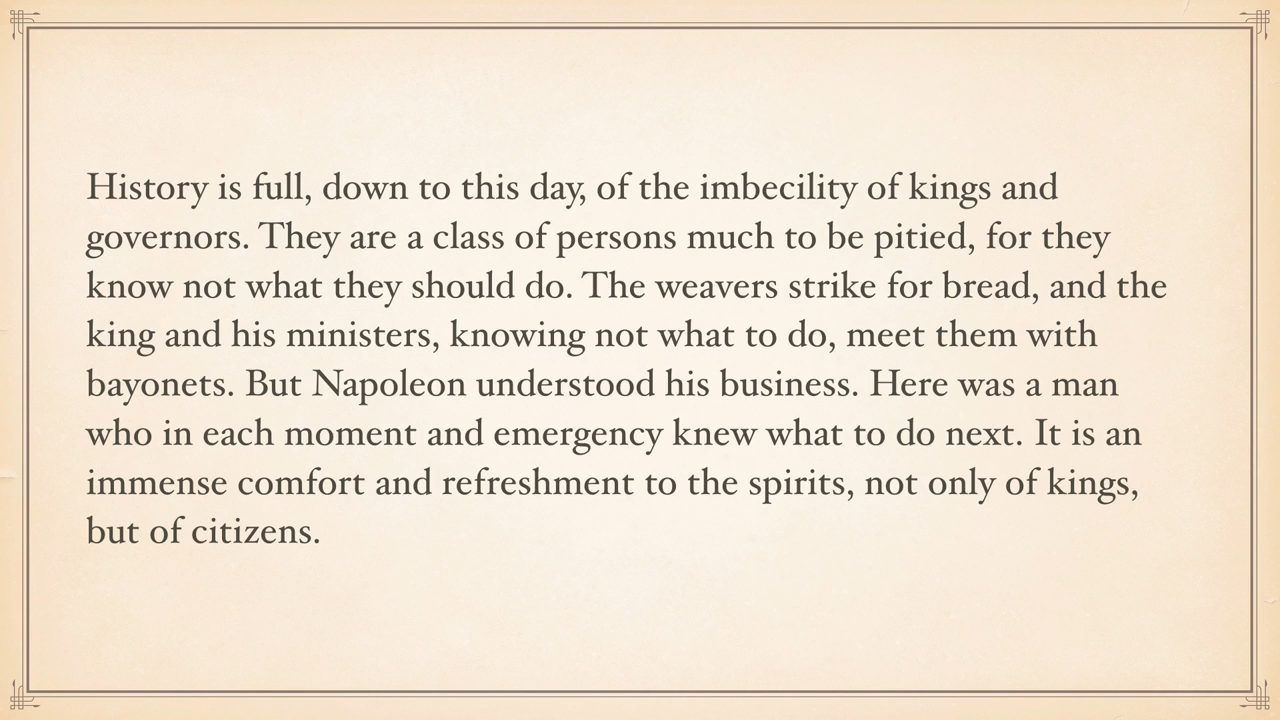 History is full, down to this day, of the imbecility of kings and
governors. They are a class of persons much to be pitied, for they
know not what they should do. The weavers strike for bread, and the
king and his ministers, knowing not what to do, meet them with
bayonets. But Napoleon understood his business. Here was a man
who in each moment and emergency knew what to do next. It is an
immense comfort and refreshment to the spirits, not only of kings,
but of citizens.